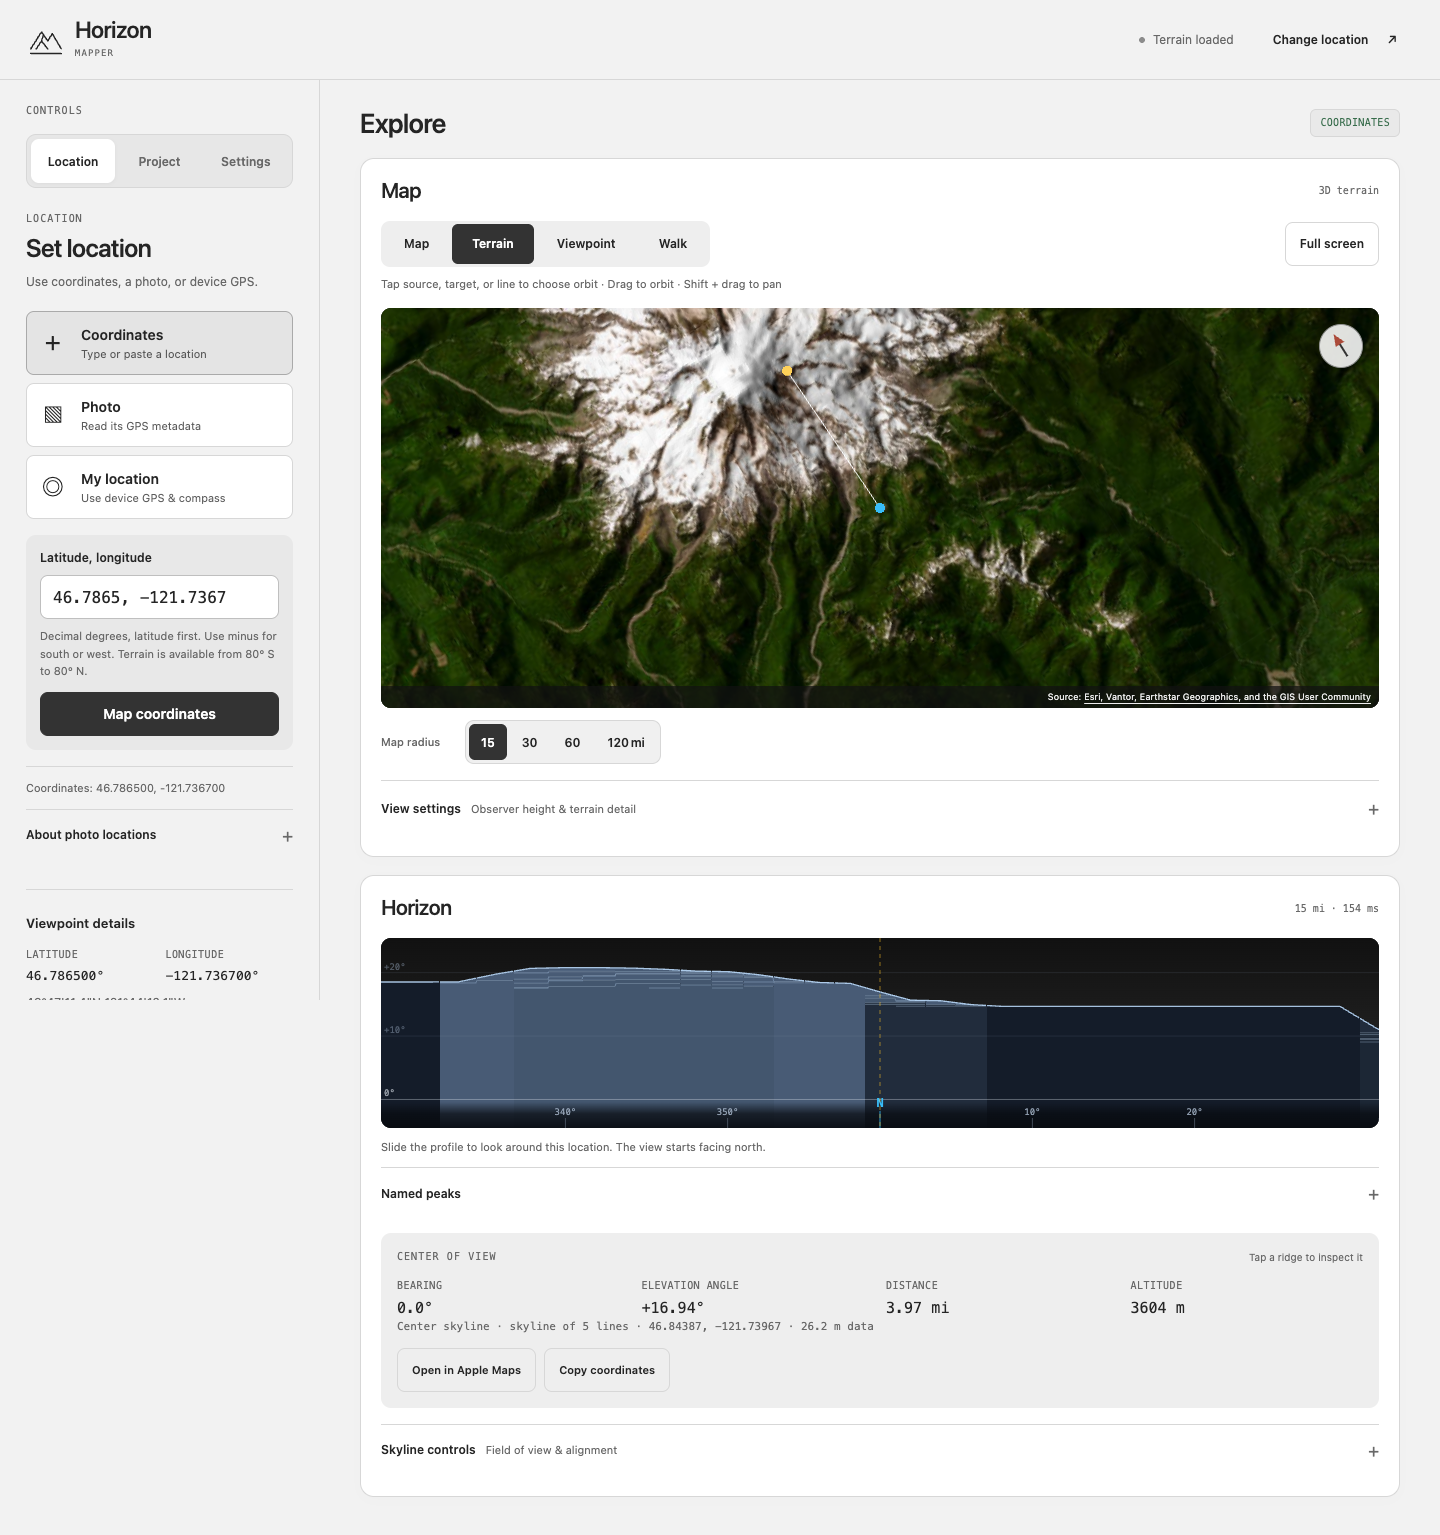 Horizon
MAPPER
Terrain loaded
Change location ↗
CONTROLS
Location Project Settings
LOCATION
Set location
Use coordinates, a photo, or device GPS.
Coordinates
Type or paste a location
Photo
Read its GPS metadata
My location
Use device GPS & compass
Latitude, longitude
46.7865, −121.7367
Decimal degrees, latitude first. Use minus for
south or west. Terrain is available from 80° S
to 80° N.
Map coordinates
Coordinates: 46.786500, -121.736700
About photo locations +
Viewpoint details
LATITUDE LONGITUDE
46.786500° −121.736700°
Explore
COORDINATES
Map
3D terrain
Map Terrain Viewpoint Walk
Full screen
Tap source, target, or line to choose orbit · Drag to orbit · Shift + drag to pan
Source: Esri, Vantor, Earthstar Geographics, and the GIS User Community
Map radius 15 30 60 120 mi
View settings Observer height & terrain detail +
Horizon
15 mi · 154 ms
+20°
+10°
0°
340° 350° N 10° 20°
Slide the profile to look around this location. The view starts facing north.
Named peaks +
CENTER OF VIEW
Tap a ridge to inspect it
BEARING ELEVATION ANGLE DISTANCE ALTITUDE
0.0° +16.94° 3.97 mi 3604 m
Center skyline · skyline of 5 lines · 46.84387, −121.73967 · 26.2 m data
Open in Apple Maps Copy coordinates
Skyline controls Field of view & alignment +